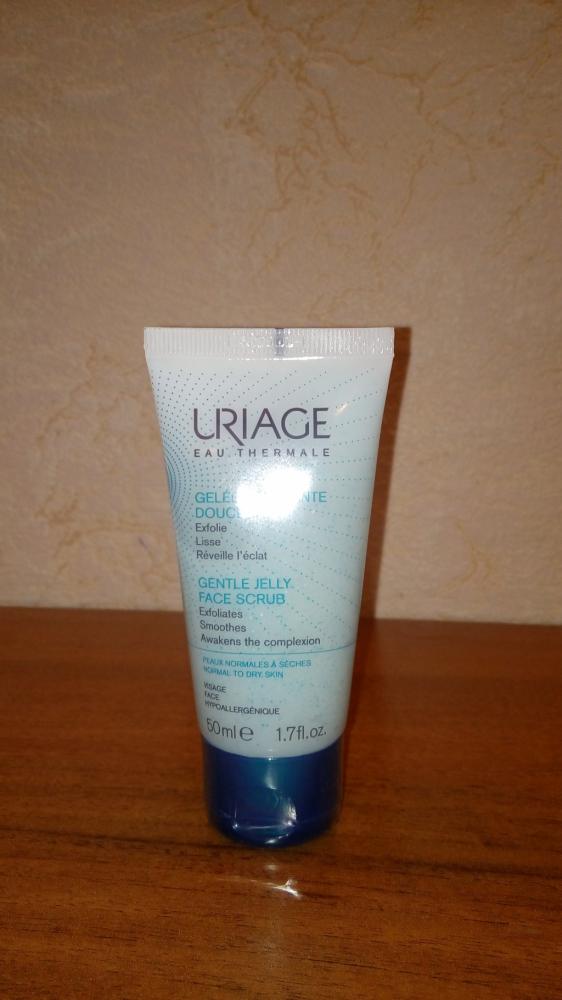 URIAGE
EAU THERMALE
Exfolie
Lisse
Réveille l'éclat
GENTLE JELLY
FACE SCRUB
Exfoliates
Smoothes
Awakens the complexion
PEAUX NORMALES À SÈCHES
NORMAL TO DRY SKIN
VISAGE
FACE
HYPOALLERGÉNIQUE
50ml e 1.7fl.oz.